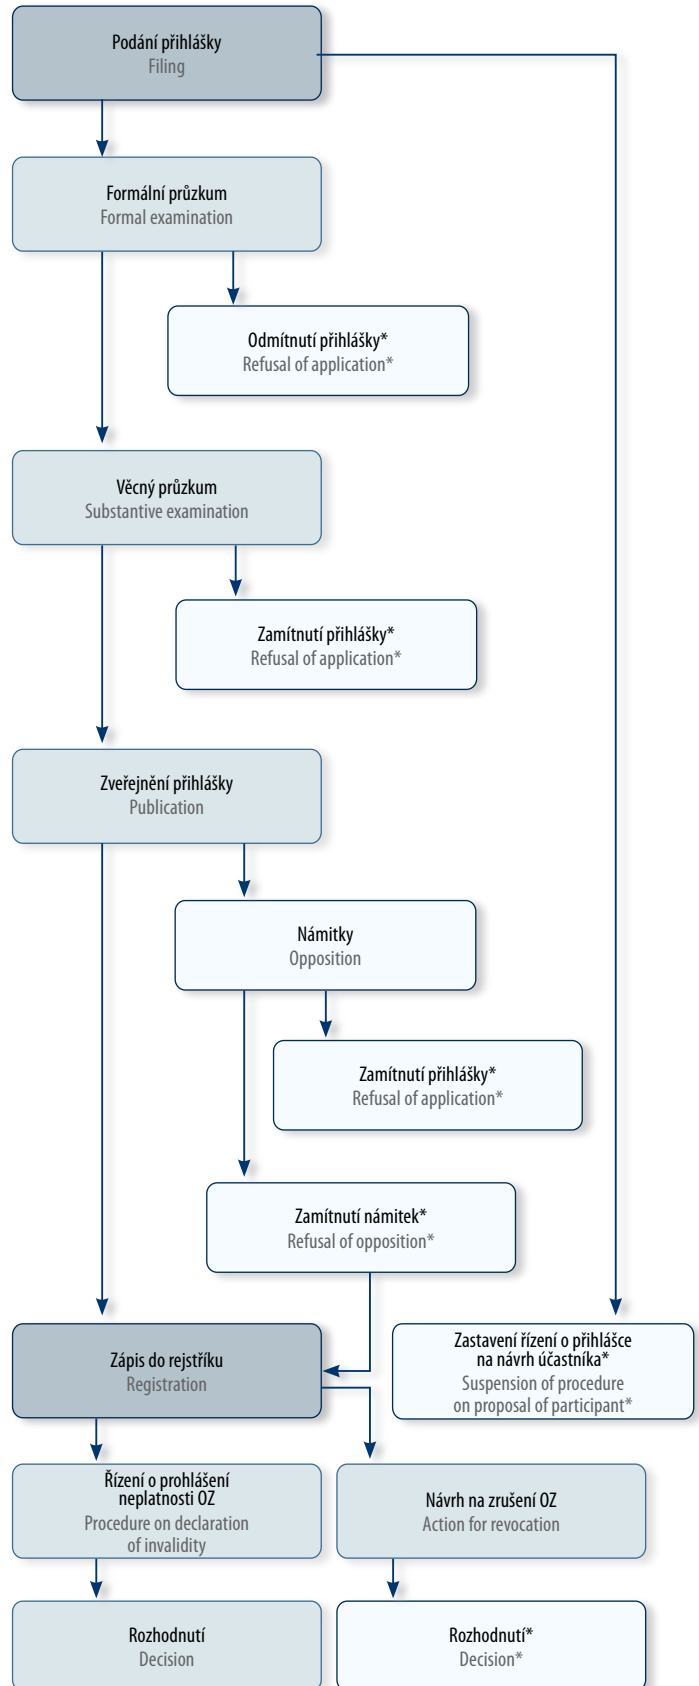 Podání přihlášky
Filing
Formální průzkum
Formal examination
Odmítnutí přihlášky*
Refusal of application*
Věcný průzkum
Substantive examination
Zamítnutí přihlášky*
Refusal of application*
Zveřejnění přihlášky
Publication
Námitky
Opposition
Zamítnutí přihlášky*
Refusal of application*
Zamítnutí námitek*
Refusal of opposition*
Zápis do rejstříku
Registration
Zastavení řízení o přihlášce
na návrh účastníka*
Suspension of procedure
on proposal of participant*
Řízení o prohlášení
neplatnosti OZ
Procedure on declaration
of invalidity
Návrh na zrušení OZ
Action for revocation
Rozhodnutí
Decision
Rozhodnutí*
Decision*